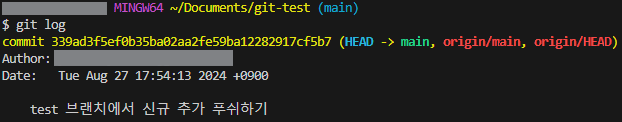 MINGW64 ~/Documents/git-test (main)
$ git log
commit 339ad3f5ef0b35ba02aa2fe59ba12282917cf5b7 (HEAD -> main, origin/main, origin/HEAD)
Author:
Date:   Tue Aug 27 17:54:13 2024 +0900
test 브랜치에서 신규 추가 푸쉬하기